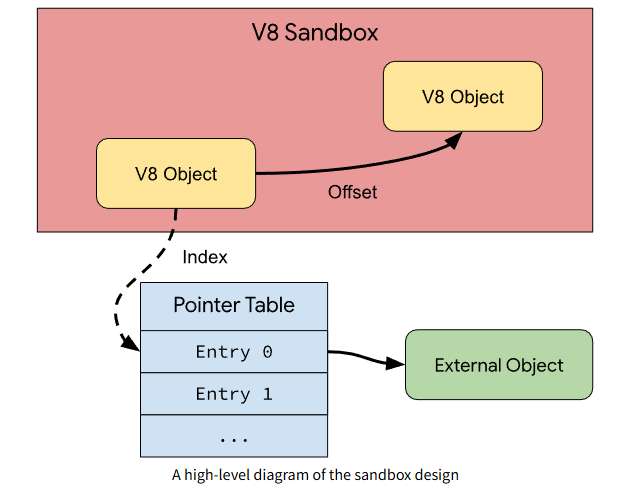 V8 Sandbox
V8 Object
V8 Object
Offset
Index
Pointer Table
Entry 0
External Object
Entry 1
...
A high-level diagram of the sandbox design